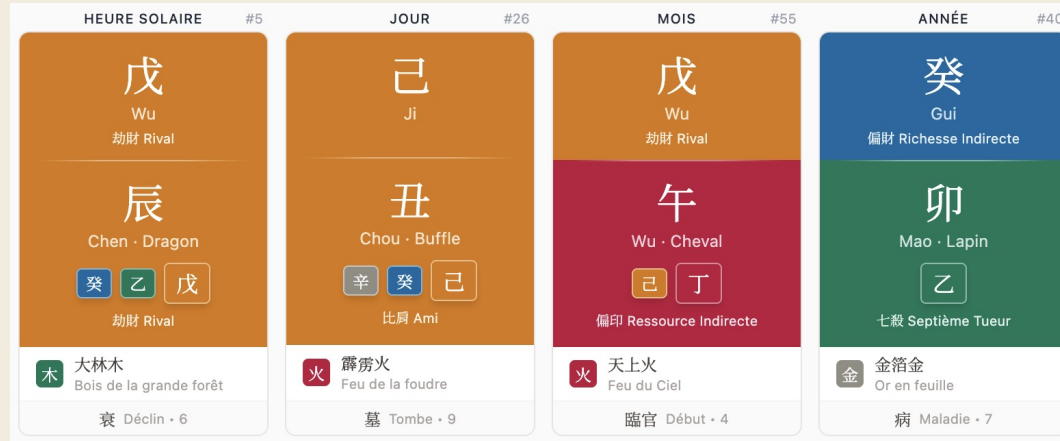 HEURE SOLAIRE #5
戊
Wu
劫財 Rival
辰
Chen · Dragon
癸 乙 戊
劫財 Rival
木 大林木
Bois de la grande forêt
衰 Déclin • 6
JOUR #26
己
Ji
丑
Chou · Buffle
辛 癸 己
比肩 Ami
火 霹雳火
Feu de la foudre
墓 Tombe • 9
MOIS #55
戊
Wu
劫財 Rival
午
Wu · Cheval
己 丁
偏印 Ressource Indirecte
火 天上火
Feu du Ciel
臨官 Début • 4
ANNÉE #40
癸
Gui
偏財 Richesse Indirecte
卯
Mao · Lapin
乙
七殺 Septième Tueur
金 金箔金
Or en feuille
病 Maladie • 7